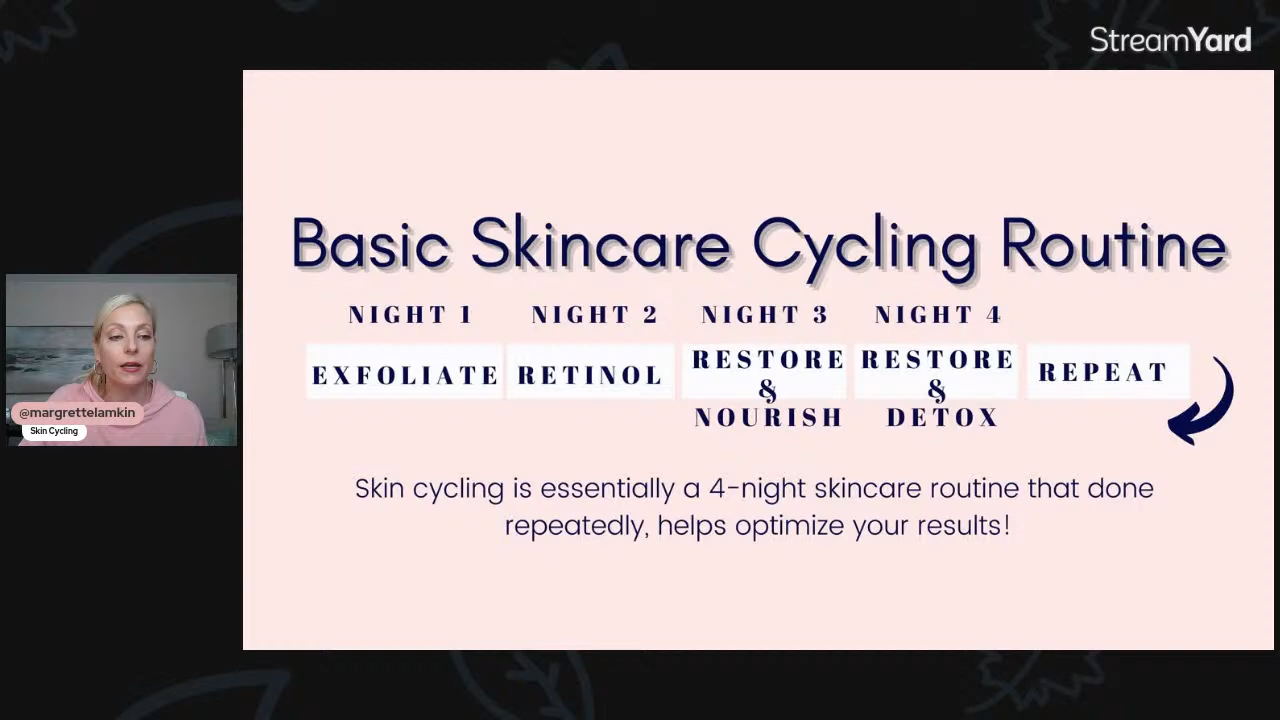 StreamYard
Basic Skincare Cycling Routine
NIGHT 1 NIGHT 2 NIGHT 3 NIGHT 4
EXFOLIATE RETINOL RESTORE & NOURISH RESTORE & DETOX REPEAT
Skin cycling is essentially a 4-night skincare routine that done
repeatedly, helps optimize your results!
@margrettelamkin
Skin Cycling